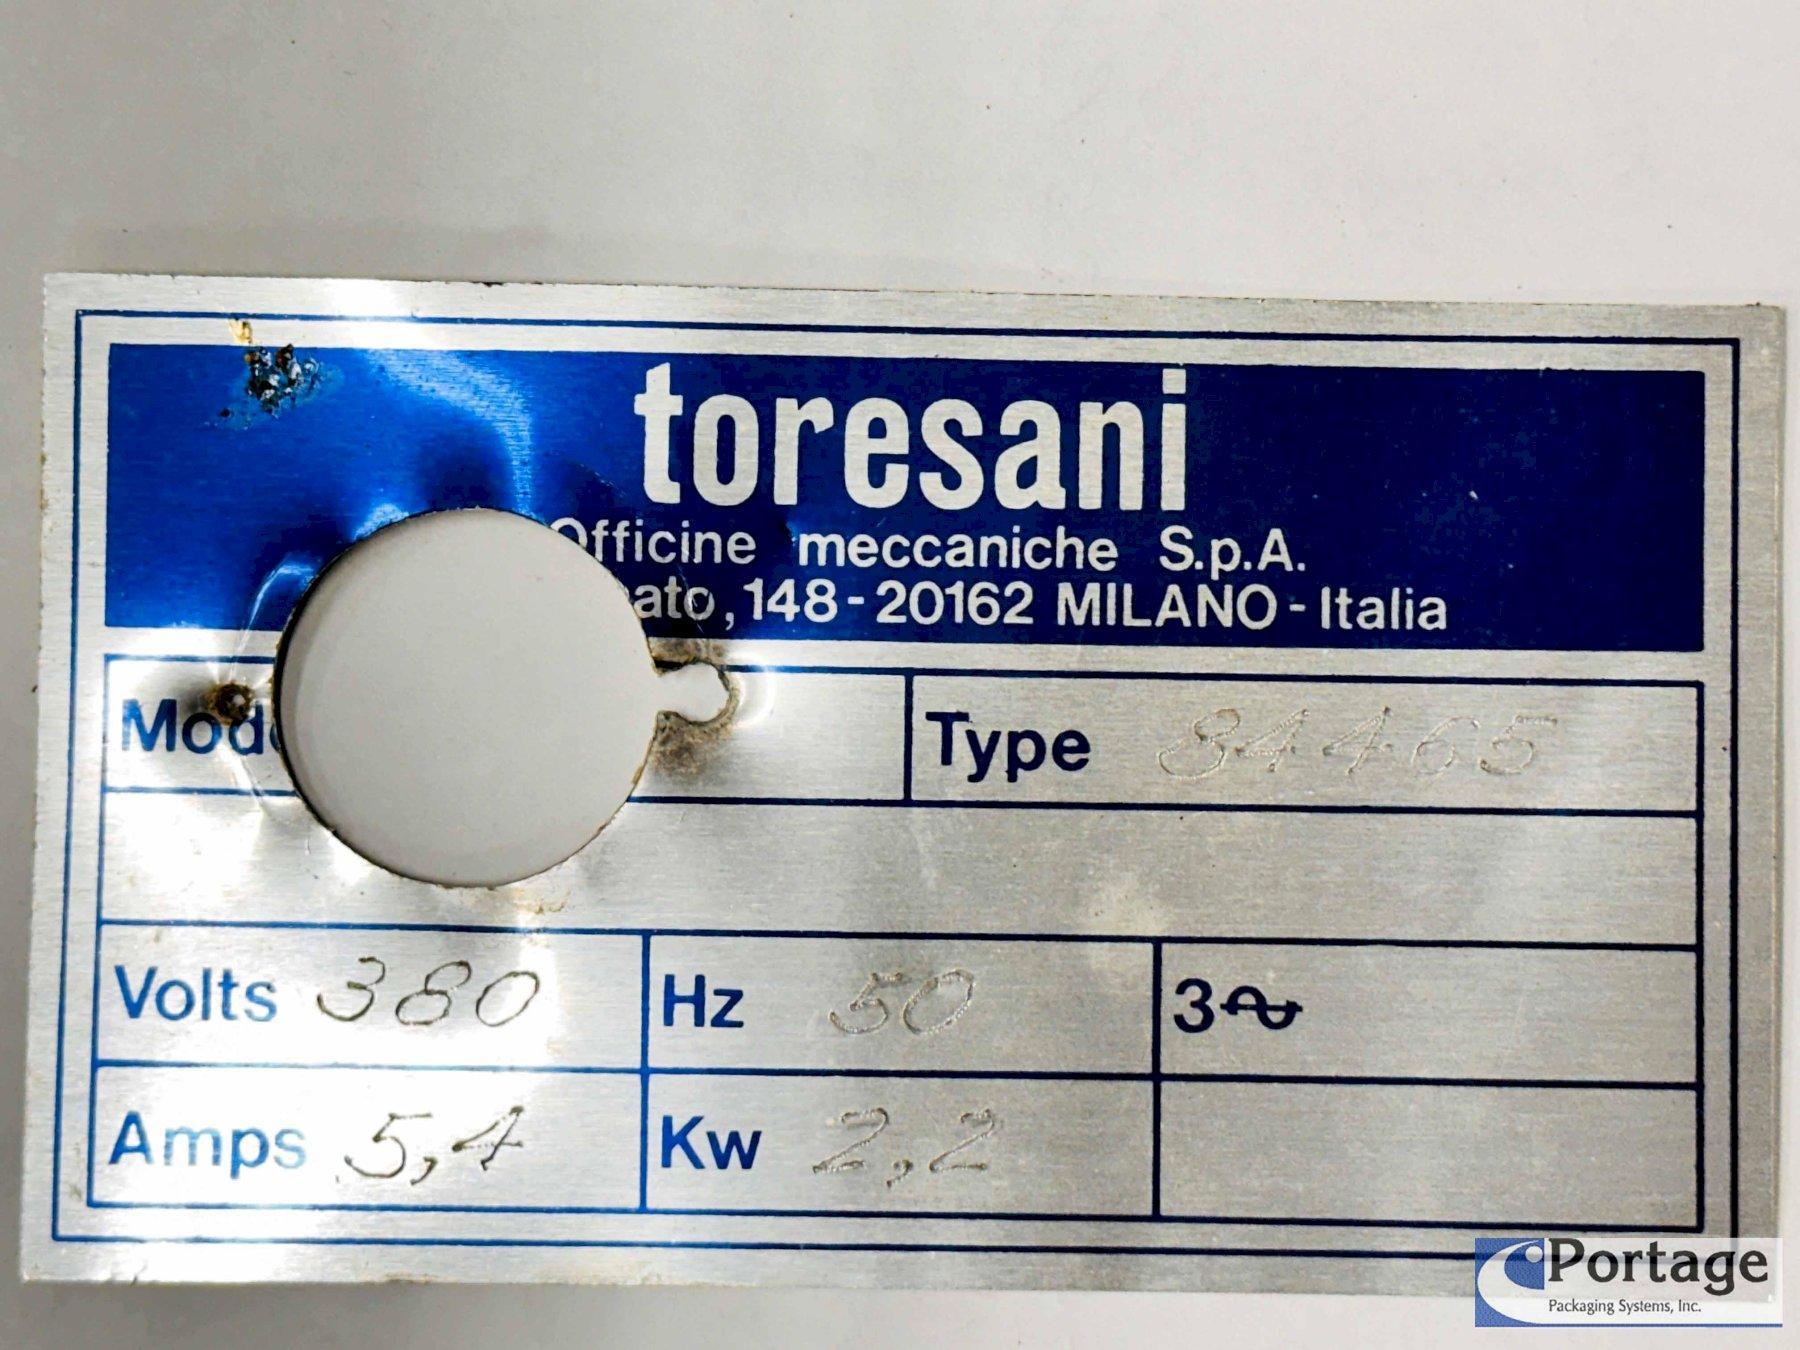 toresani
Officine meccaniche S.p.A.
148 - 20162 MILANO - Italia
Type 84465
Volts 380 Hz 50 3
Amps 5,4 Kw 2,2
Portage
Packaging Systems, Inc.